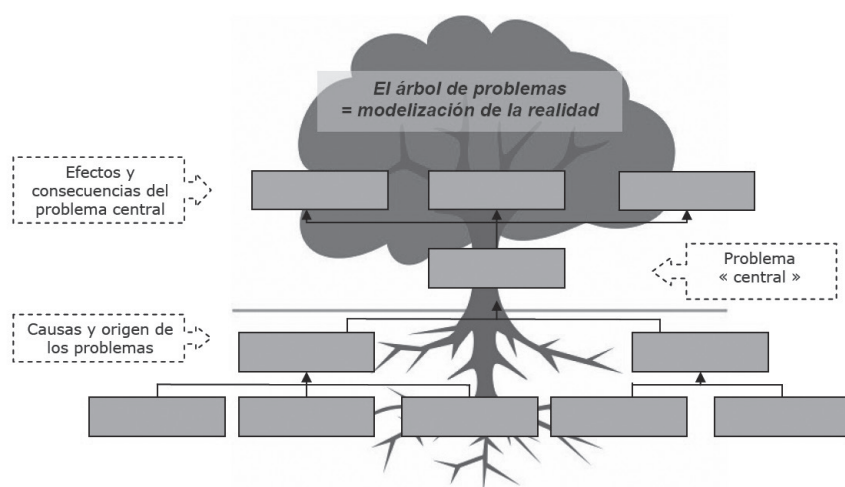 El árbol de problemas
= modelización de la realidad
Efectos y
consecuencias del
problema central
Problema
« central »
Causas y origen de
los problemas